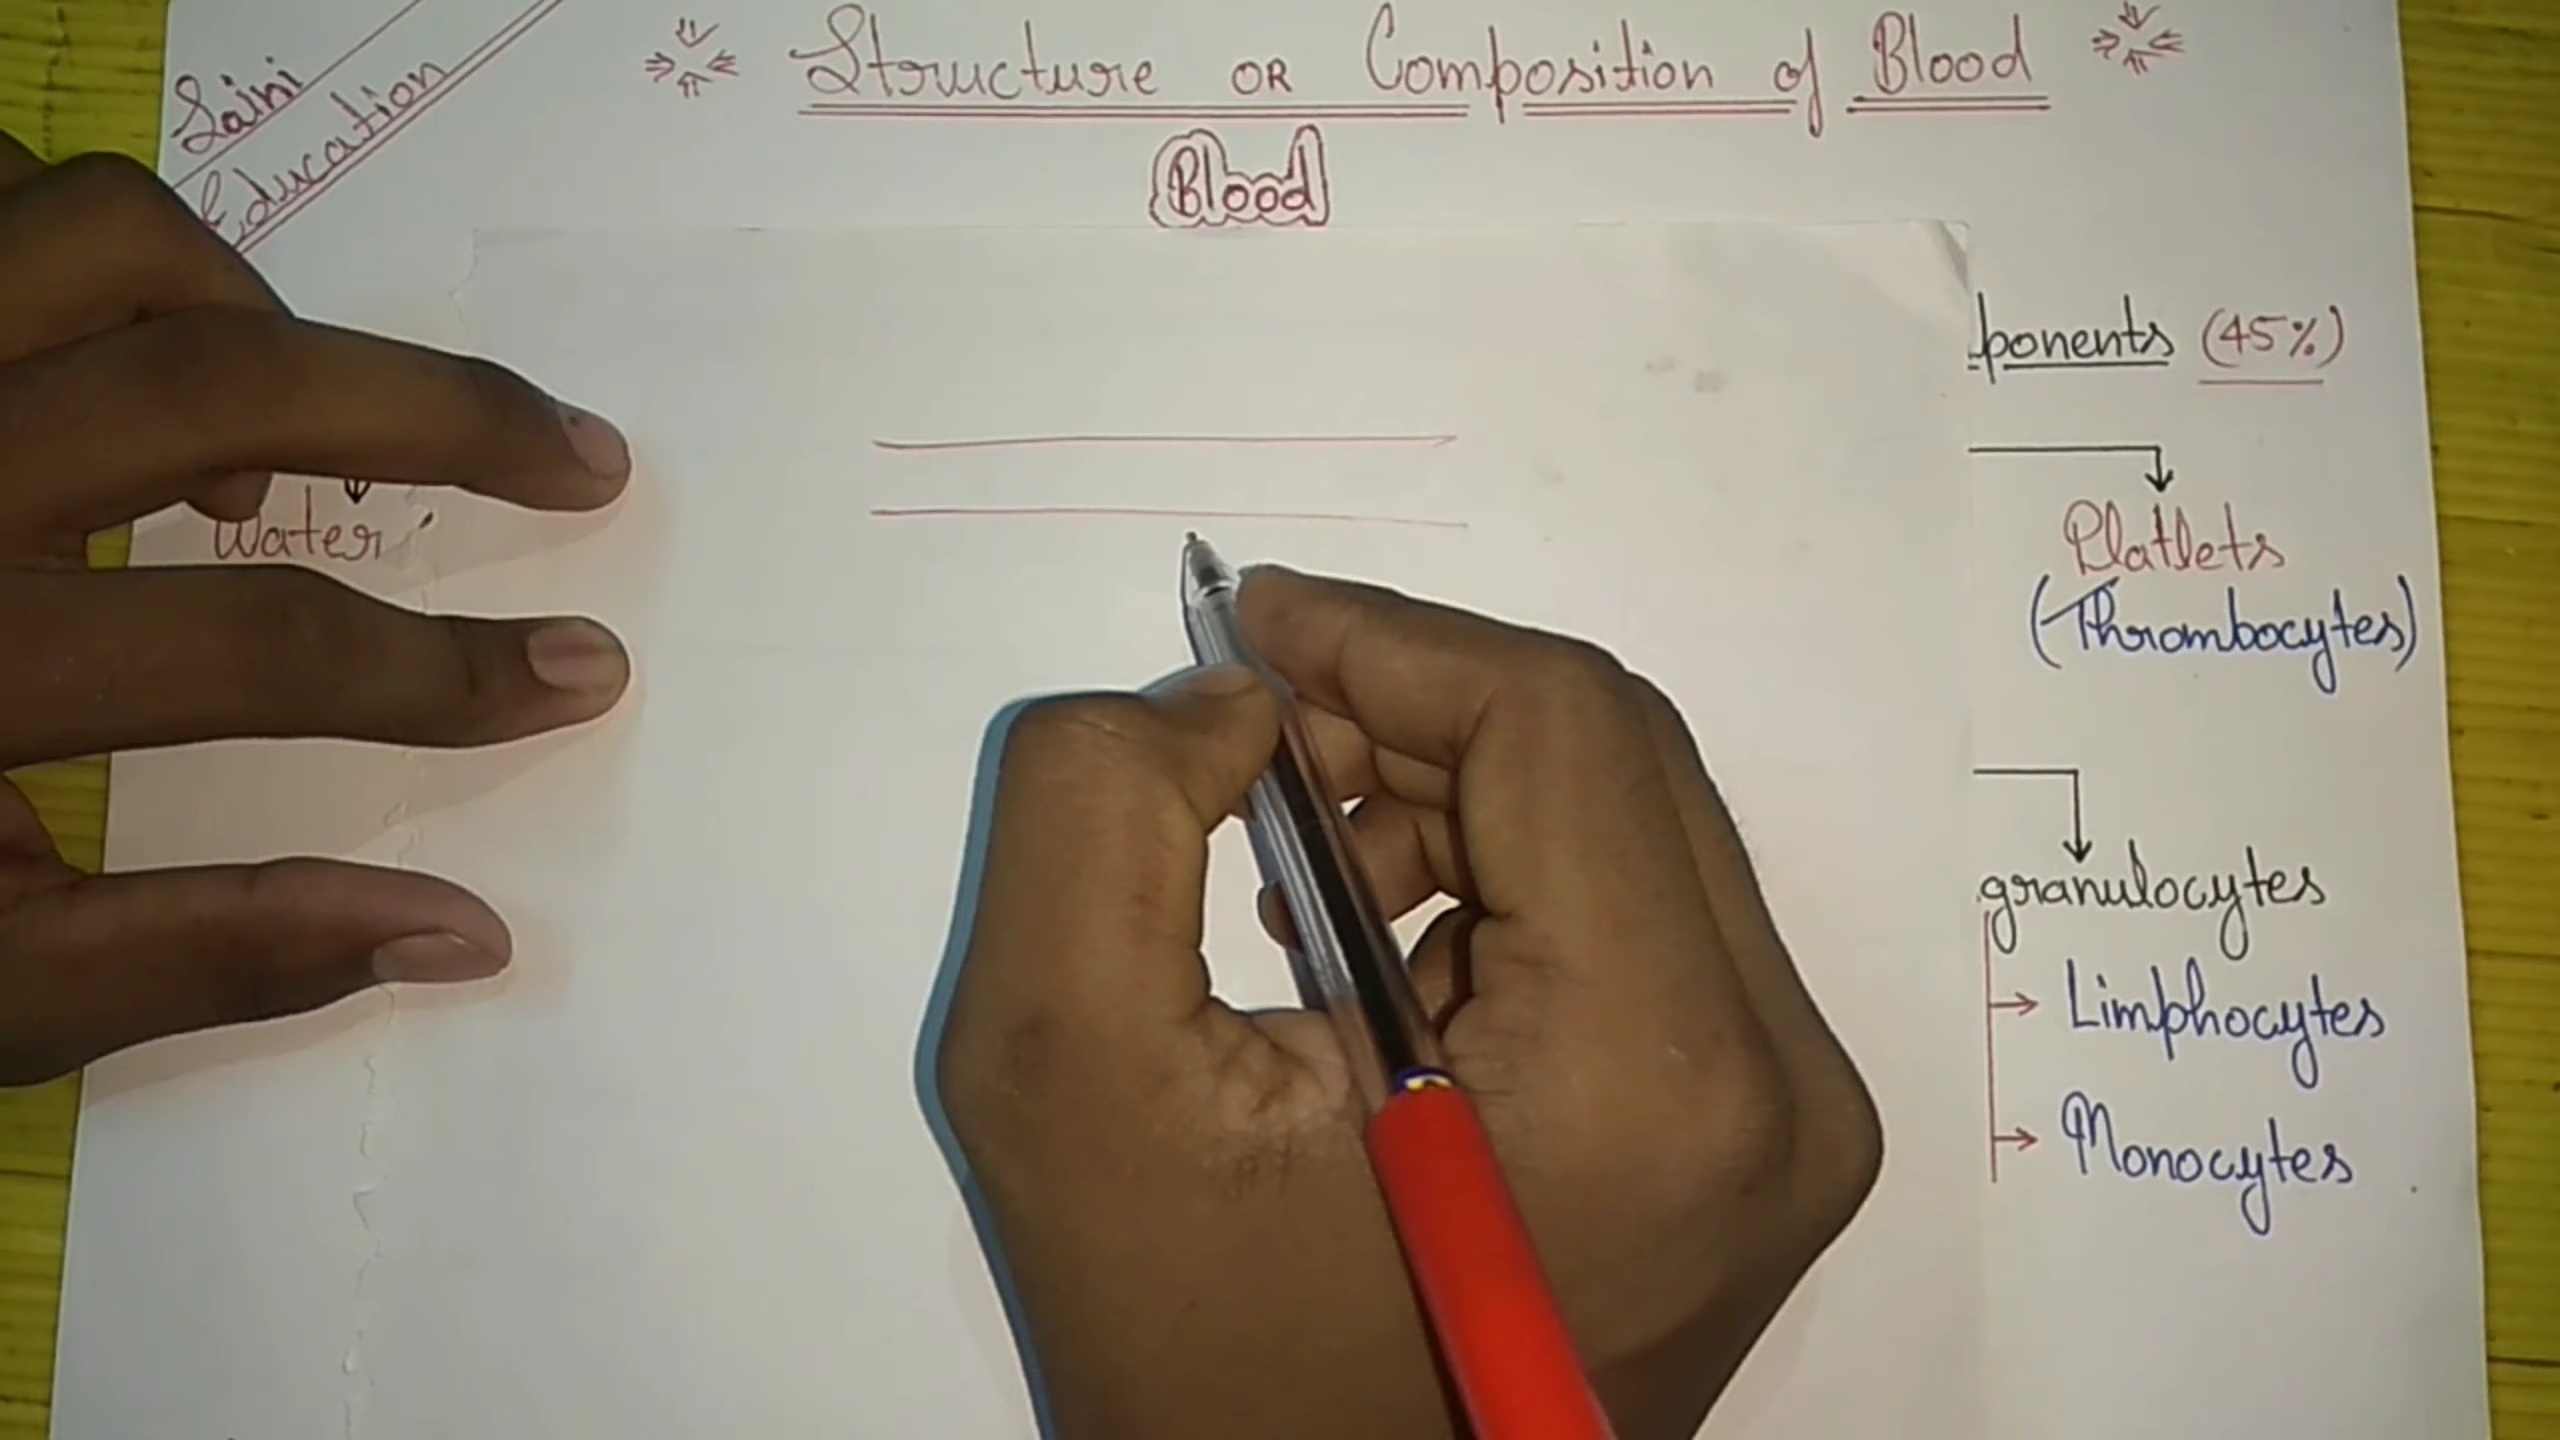 Saini
Education
Structure OR Composition of Blood
Blood
ponents (45%)
Water
Platlets
(Thrombocytes)
granulocytes
Limphocytes
Monocytes